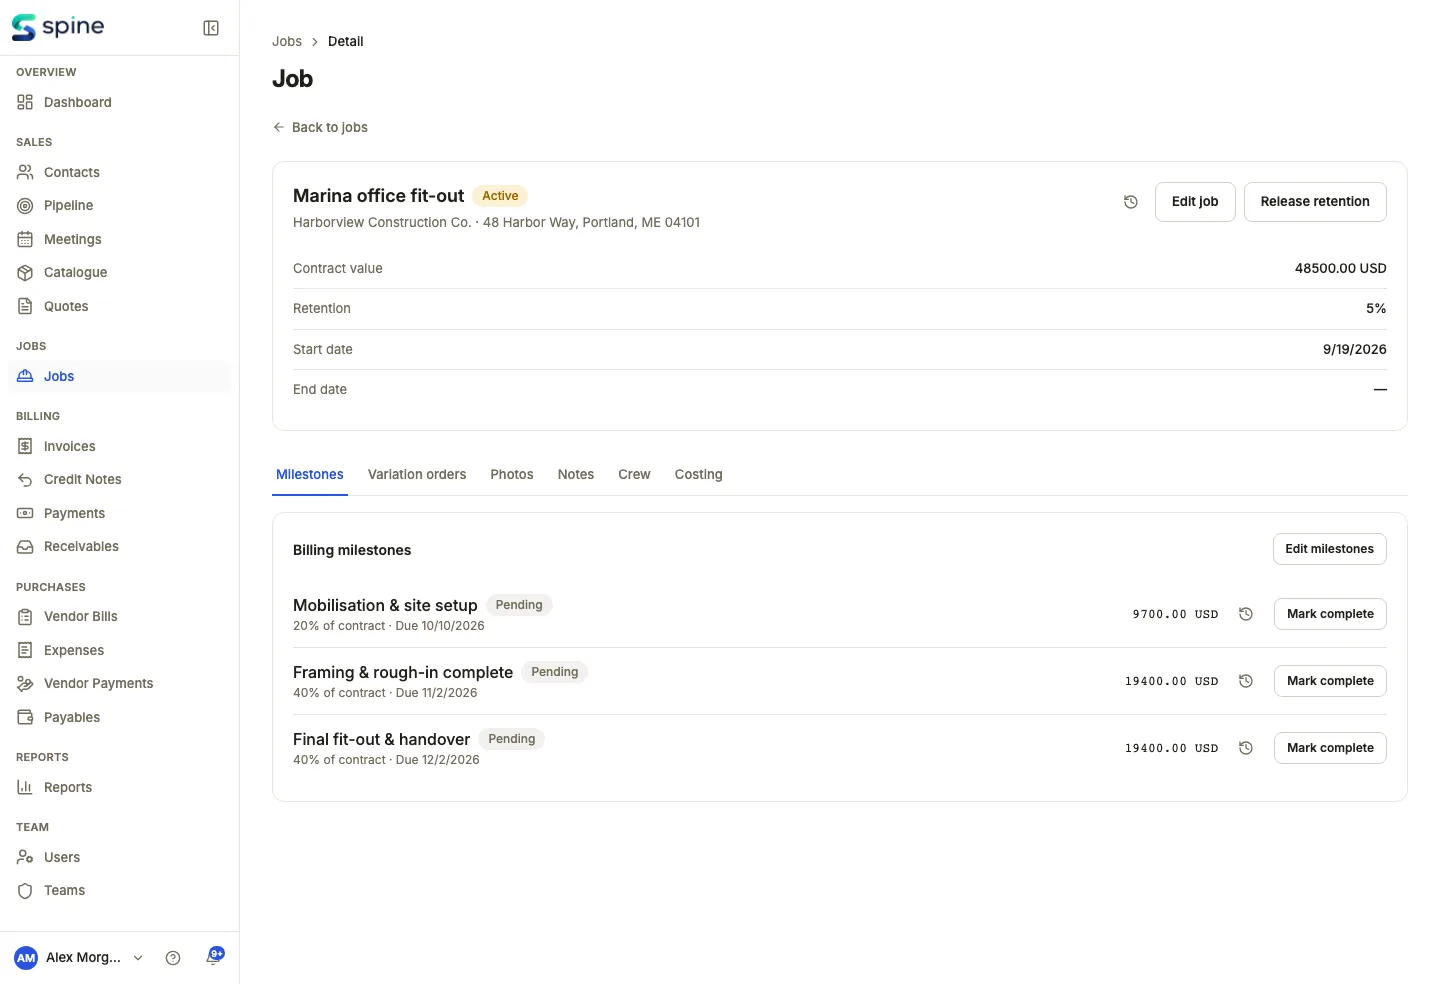 spine
OVERVIEW
Dashboard
SALES
Contacts
Pipeline
Meetings
Catalogue
Quotes
JOBS
Jobs
BILLING
Invoices
Credit Notes
Payments
Receivables
PURCHASES
Vendor Bills
Expenses
Vendor Payments
Payables
REPORTS
Reports
TEAM
Users
Teams
AM Alex Morg... 9+
Jobs > Detail
Job
← Back to jobs
Marina office fit-out Active
Harborview Construction Co. · 48 Harbor Way, Portland, ME 04101
Edit job Release retention
Contract value 48500.00 USD
Retention 5%
Start date 9/19/2026
End date —
Milestones Variation orders Photos Notes Crew Costing
Billing milestones Edit milestones
Mobilisation & site setup Pending
20% of contract · Due 10/10/2026
9700.00 USD Mark complete
Framing & rough-in complete Pending
40% of contract · Due 11/2/2026
19400.00 USD Mark complete
Final fit-out & handover Pending
40% of contract · Due 12/2/2026
19400.00 USD Mark complete